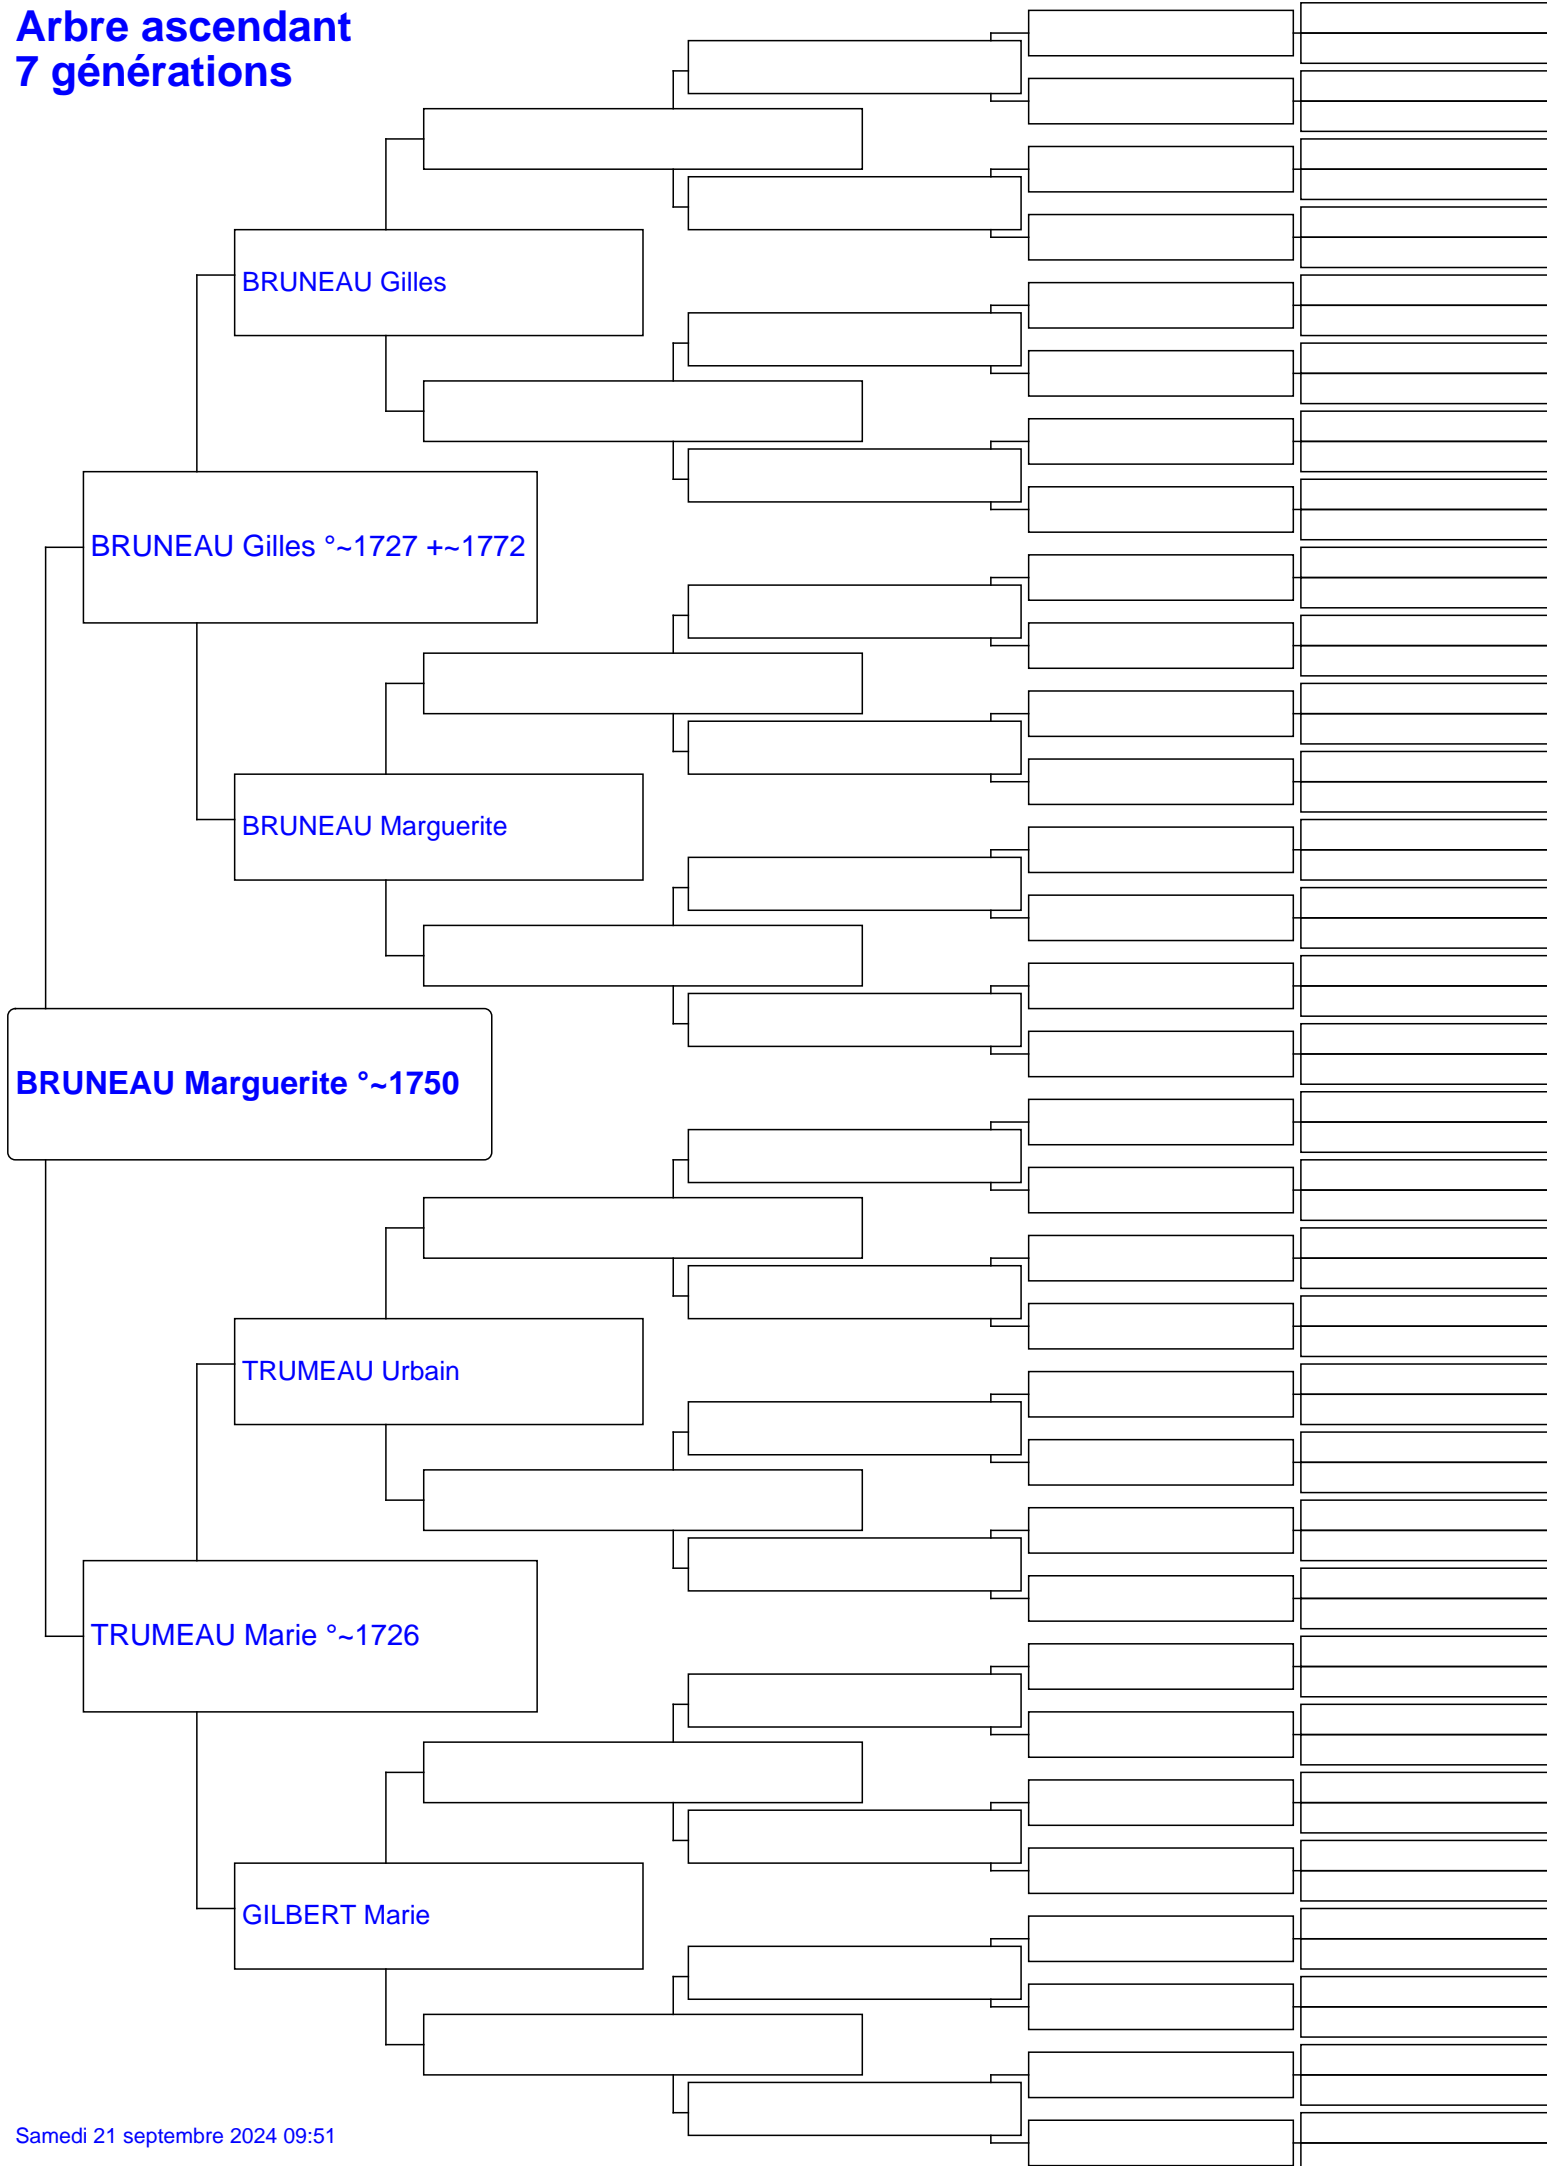 Arbre ascendant
7 générations
BRUNEAU Gilles
BRUNEAU Gilles °~1727 +~1772
BRUNEAU Marguerite
BRUNEAU Marguerite °~1750
TRUMEAU Urbain
TRUMEAU Marie °~1726
GILBERT Marie
Samedi 21 septembre 2024 09:51